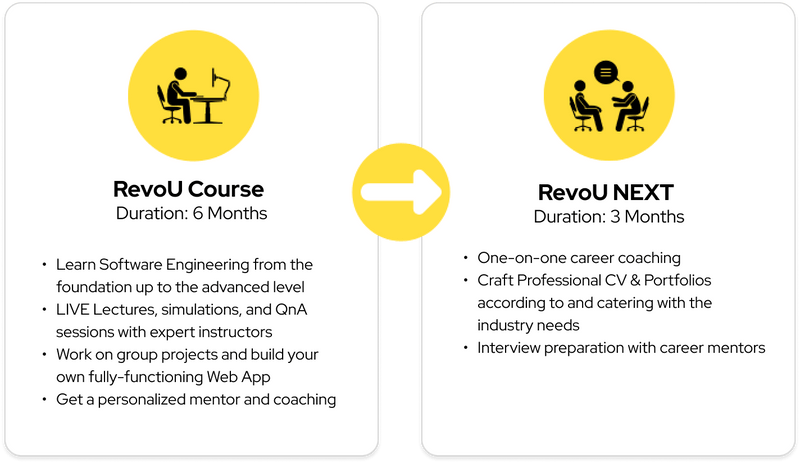 RevoU Course
Duration: 6 Months
• Learn Software Engineering from the
foundation up to the advanced level
• LIVE Lectures, simulations, and QnA
sessions with expert instructors
• Work on group projects and build your
own fully-functioning Web App
• Get a personalized mentor and coaching
RevoU NEXT
Duration: 3 Months
• One-on-one career coaching
• Craft Professional CV & Portfolios
according to and catering with the
industry needs
• Interview preparation with career mentors